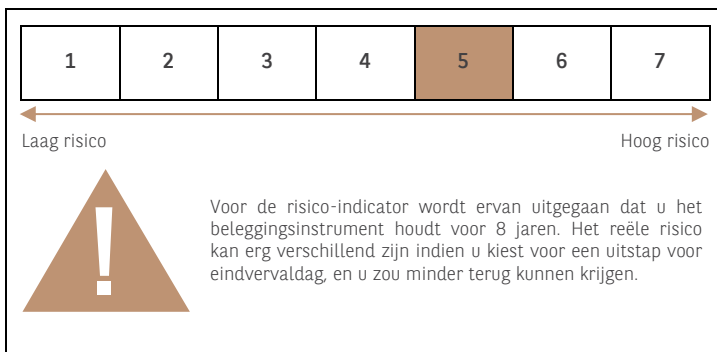 1 2 3 4 5 6 7
Laag risico Hoog risico
!
Voor de risico-indicator wordt ervan uitgegaan dat u het
beleggingsinstrument houdt voor 8 jaren. Het reële risico
kan erg verschillend zijn indien u kiest voor een uitstap voor
eindvervaldag, en u zou minder terug kunnen krijgen.